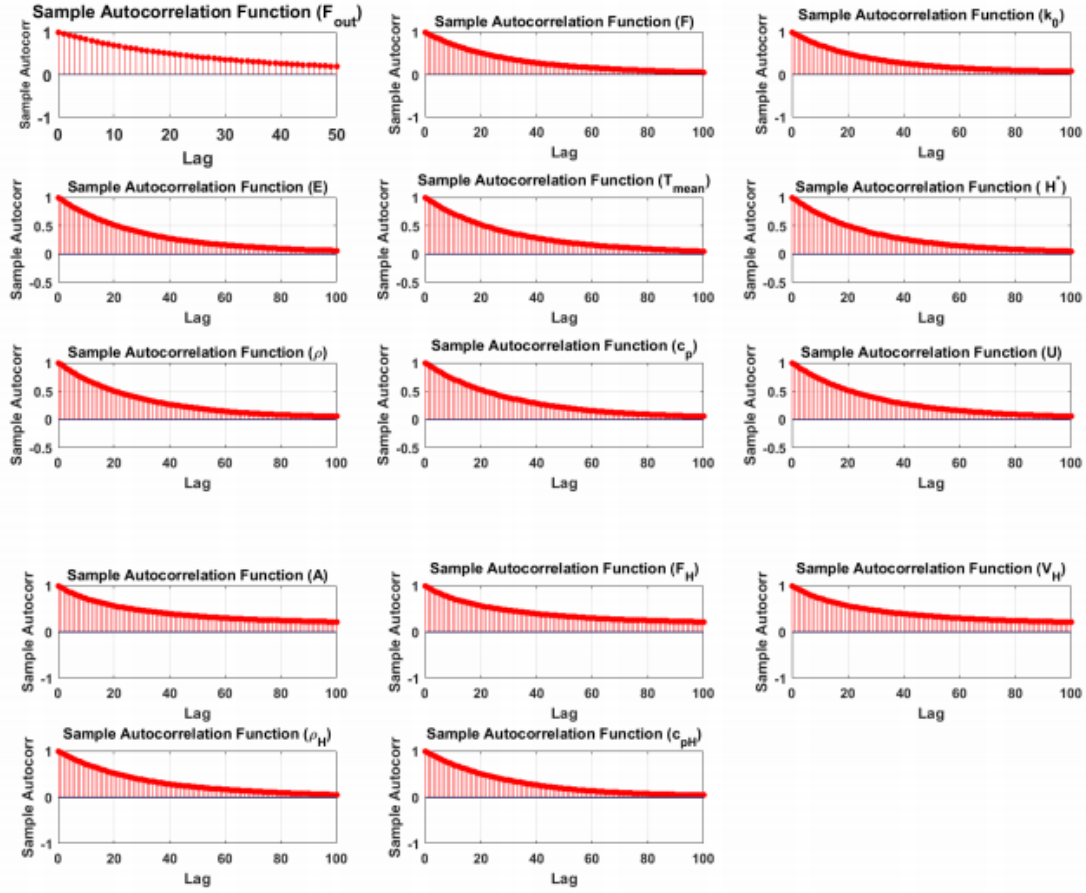 Sample Autocorrelation Function (F_out)
Sample Autocorr
1
0
-1
0 10 20 30 40 50
Lag
Sample Autocorrelation Function (F)
Sample Autocorr
1
0
-1
0 20 40 60 80 100
Lag
Sample Autocorrelation Function (k_0)
Sample Autocorr
1
0
-1
0 20 40 60 80 100
Lag
Sample Autocorrelation Function (E)
Sample Autocorr
1
0.5
0
-0.5
0 20 40 60 80 100
Lag
Sample Autocorrelation Function (T_mean)
Sample Autocorr
1
0.5
0
-0.5
0 20 40 60 80 100
Lag
Sample Autocorrelation Function ( H^*)
Sample Autocorr
1
0.5
0
-0.5
0 20 40 60 80 100
Lag
Sample Autocorrelation Function (ρ)
Sample Autocorr
1
0.5
0
-0.5
0 20 40 60 80 100
Lag
Sample Autocorrelation Function (c_p)
Sample Autocorr
1
0.5
0
-0.5
0 20 40 60 80 100
Lag
Sample Autocorrelation Function (U)
Sample Autocorr
1
0.5
0
-0.5
0 20 40 60 80 100
Lag
Sample Autocorrelation Function (A)
Sample Autocorr
1
0
-1
0 20 40 60 80 100
Lag
Sample Autocorrelation Function (F_H)
Sample Autocorr
1
0
-1
0 20 40 60 80 100
Lag
Sample Autocorrelation Function (V_H)
Sample Autocorr
1
0
-1
0 20 40 60 80 100
Lag
Sample Autocorrelation Function (ρ_H)
Sample Autocorr
1
0
-1
0 20 40 60 80 100
Lag
Sample Autocorrelation Function (c_pH)
Sample Autocorr
1
0
-1
0 20 40 60 80 100
Lag